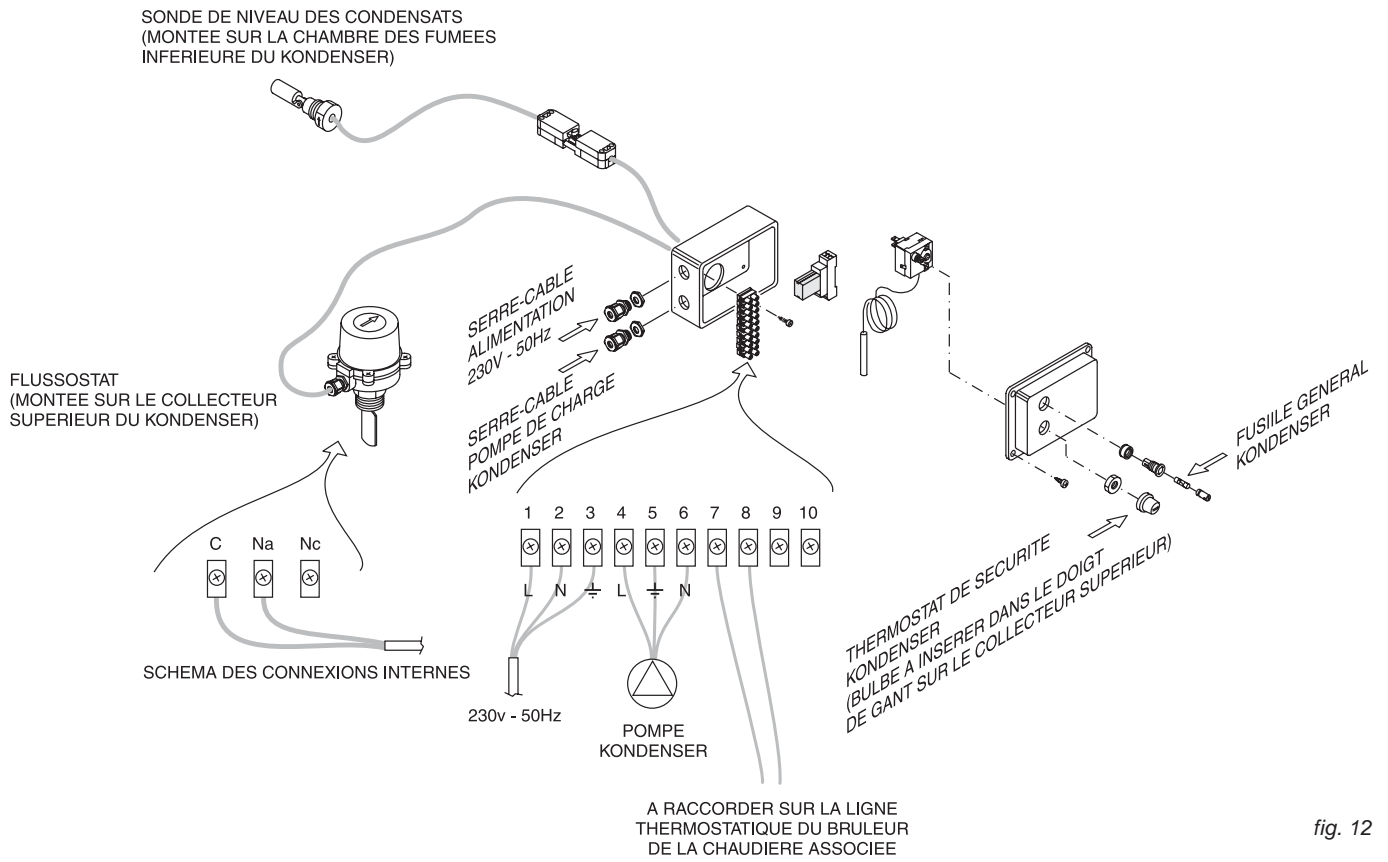 SONDE DE NIVEAU DES CONDENSATS
(MONTEE SUR LA CHAMBRE DES FUMEES
INFERIEURE DU KONDENSER)
SERRE-CABLE
ALIMENTATION
230V - 50Hz
SERRE-CABLE
POMPE DE CHARGE
KONDENSER
FLUSSOSTAT
(MONTEE SUR LE COLLECTEUR
SUPERIEUR DU KONDENSER)
FUSIILE GENERAL
KONDENSER
THERMOSTAT DE SECURITE
KONDENSER
(BULBE A INSERER DANS LE DOIGT
DE GANT SUR LE COLLECTEUR SUPERIEUR)
C Na Nc
SCHEMA DES CONNEXIONS INTERNES
1 2 3 4 5 6 7 8 9 10
L N L N
230v - 50Hz
POMPE
KONDENSER
A RACCORDER SUR LA LIGNE
THERMOSTATIQUE DU BRULEUR
DE LA CHAUDIERE ASSOCIEE
fig. 12